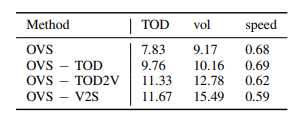 Method TOD vol speed
OVS 7.83 9.17 0.68
OVS − TOD 9.76 10.16 0.69
OVS − TOD2V 11.33 12.78 0.62
OVS − V2S 11.67 15.49 0.59